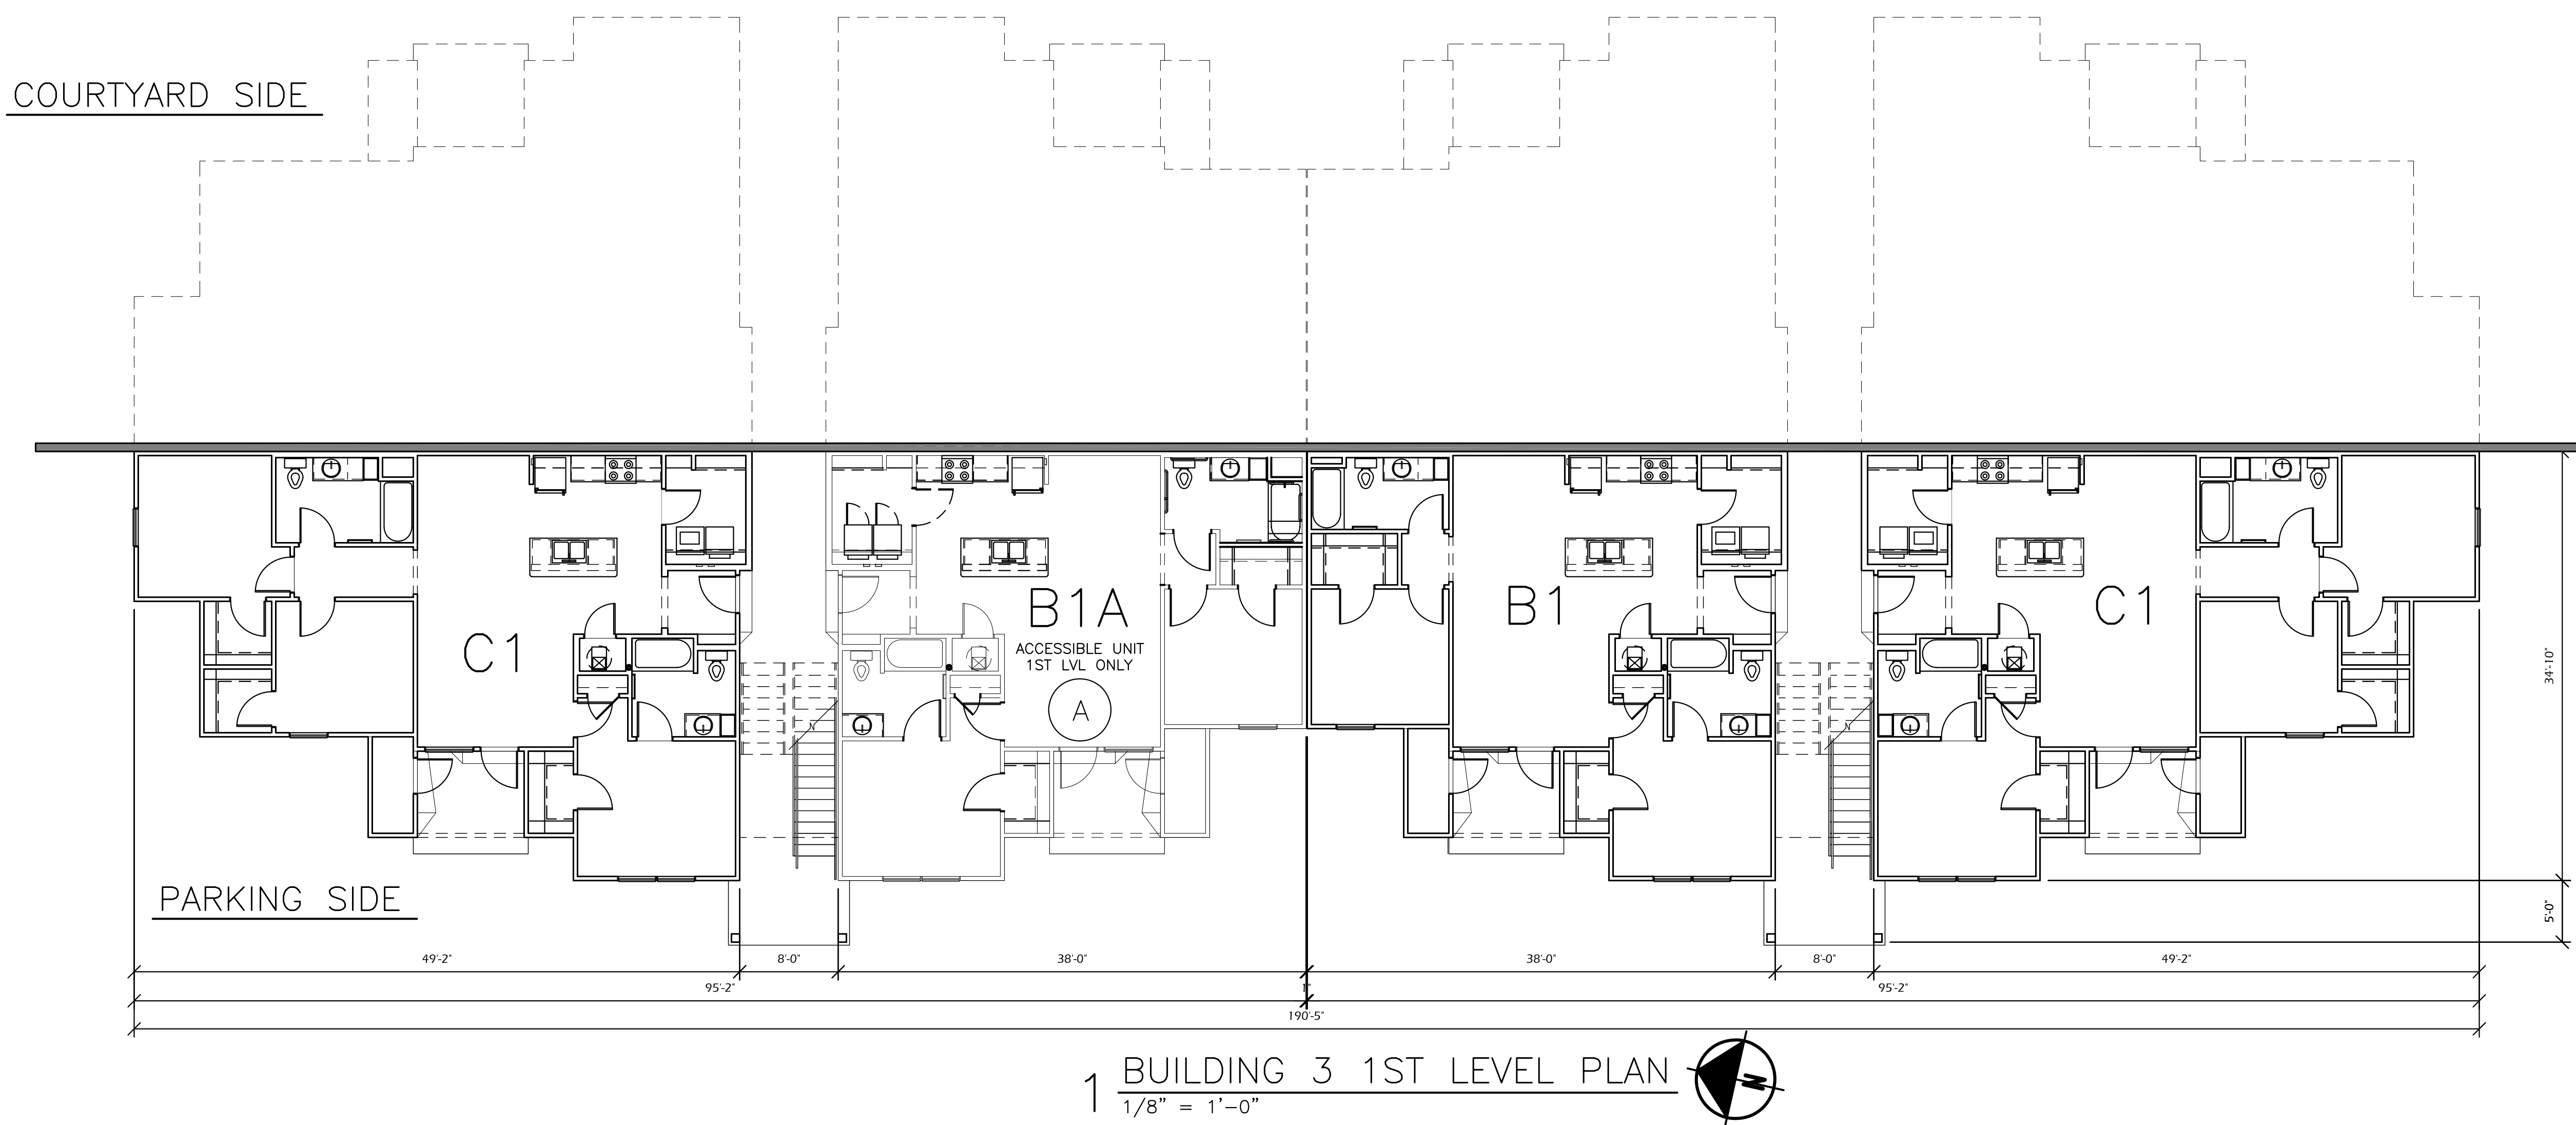 COURTYARD SIDE
C1
B1A
ACCESSIBLE UNIT
1ST LVL ONLY
A
B1
C1
34'-10"
5'-0"
PARKING SIDE
49'-2"
8'-0"
38'-0"
38'-0"
8'-0"
49'-2"
95'-2"
1"
95'-2"
190'-5"
1 BUILDING 3 1ST LEVEL PLAN
N
1/8" = 1'-0"